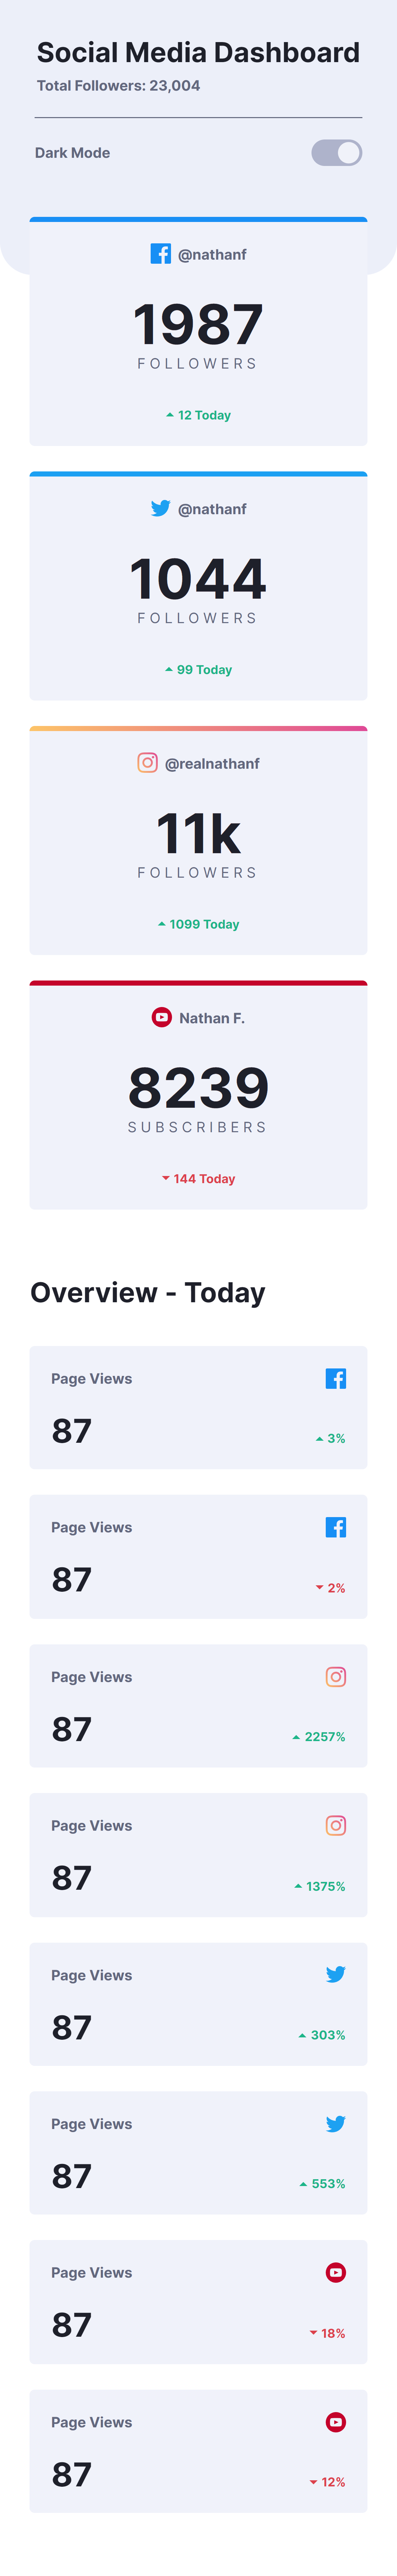 Social Media Dashboard
Total Followers: 23,004
Dark Mode
@nathanf
1987
FOLLOWERS
12 Today
@nathanf
1044
FOLLOWERS
99 Today
@realnathanf
11k
FOLLOWERS
1099 Today
Nathan F.
8239
SUBSCRIBERS
144 Today
Overview - Today
Page Views
87
3%
Page Views
87
2%
Page Views
87
2257%
Page Views
87
1375%
Page Views
87
303%
Page Views
87
553%
Page Views
87
18%
Page Views
87
12%